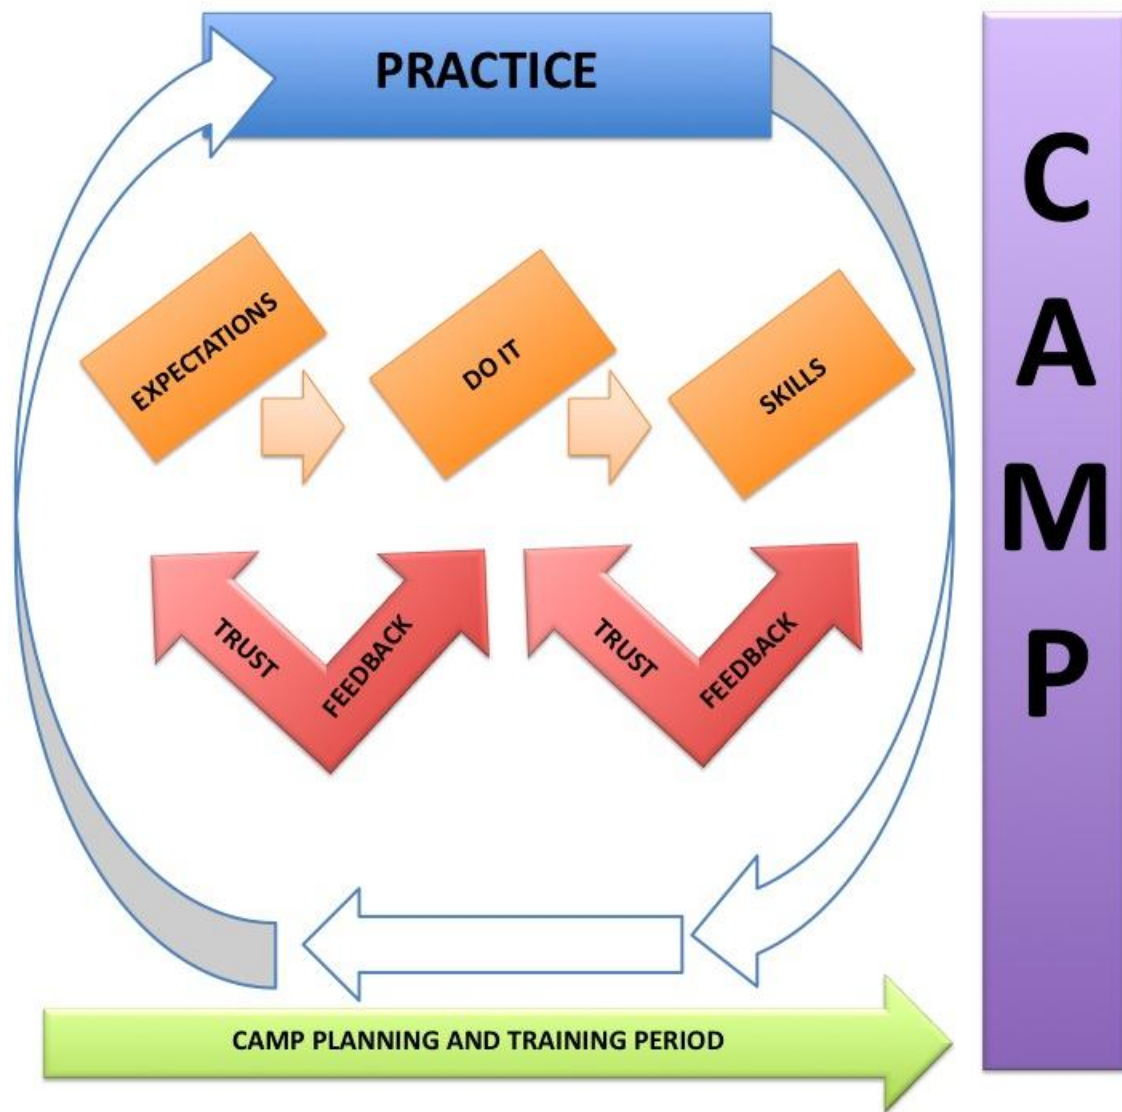 PRACTICE
EXPECTATIONS
DO IT
SKILLS
TRUST
FEEDBACK
TRUST
FEEDBACK
CAMP PLANNING AND TRAINING PERIOD
C
A
M
P